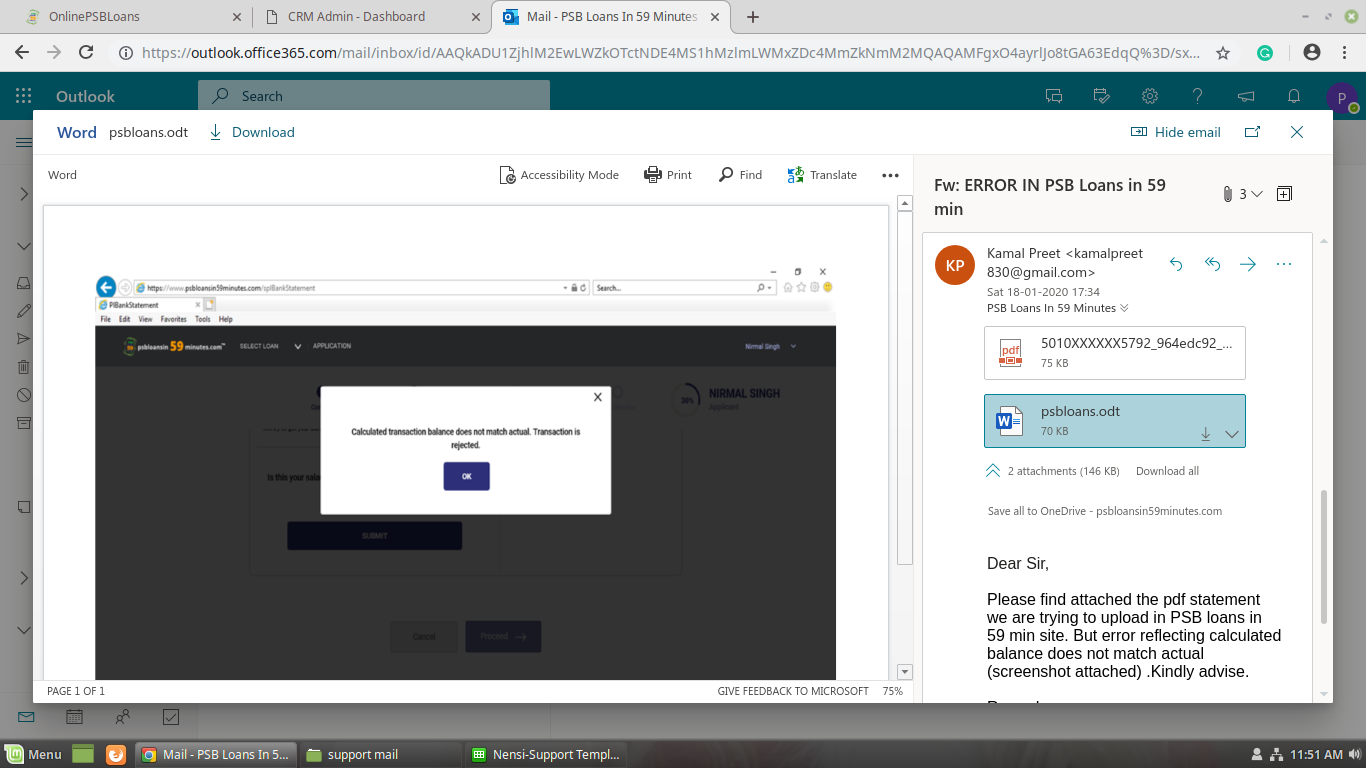 OnlinePSBLoans
CRM Admin - Dashboard
Mail - PSB Loans In 59 Minutes
https://outlook.office365.com/mail/inbox/id/AAQkADU1ZjhlM2EwLWZkOTctNDE4MS1hMzlmLWMxZDc4MmZkNmM2MQAQAMFgxO4ayrlJo8tGA63EdqQ%3D/sx...
Outlook
Search
P
Word psbloans.odt Download
Hide email
Word
Accessibility Mode Print Find Translate
https://www.psbloansin59minutes.com/splBankStatement
Search...
PlBankStatement
File Edit View Favorites Tools Help
psbloansin 59 minutes.com™ SELECT LOAN APPLICATION Nirmal Singh
30% NIRMAL SINGH
Applicant
Calculated transaction balance does not match actual. Transaction is
rejected.
Is this your
OK
SUBMIT
Cancel Proceed
PAGE 1 OF 1
GIVE FEEDBACK TO MICROSOFT 75%
Fw: ERROR IN PSB Loans in 59
min
3
KP
Kamal Preet <kamalpreet
830@gmail.com>
Sat 18-01-2020 17:34
PSB Loans In 59 Minutes
pdf
5010XXXXXX5792_964edc92_...
75 KB
W
psbloans.odt
70 KB
2 attachments (146 KB) Download all
Save all to OneDrive - psbloansin59minutes.com
Dear Sir,
Please find attached the pdf statement
we are trying to upload in PSB loans in
59 min site. But error reflecting calculated
balance does not match actual
(screenshot attached) .Kindly advise.
Menu
Mail - PSB Loans In 5...
support mail
Nensi-Support Templ...
11:51 AM